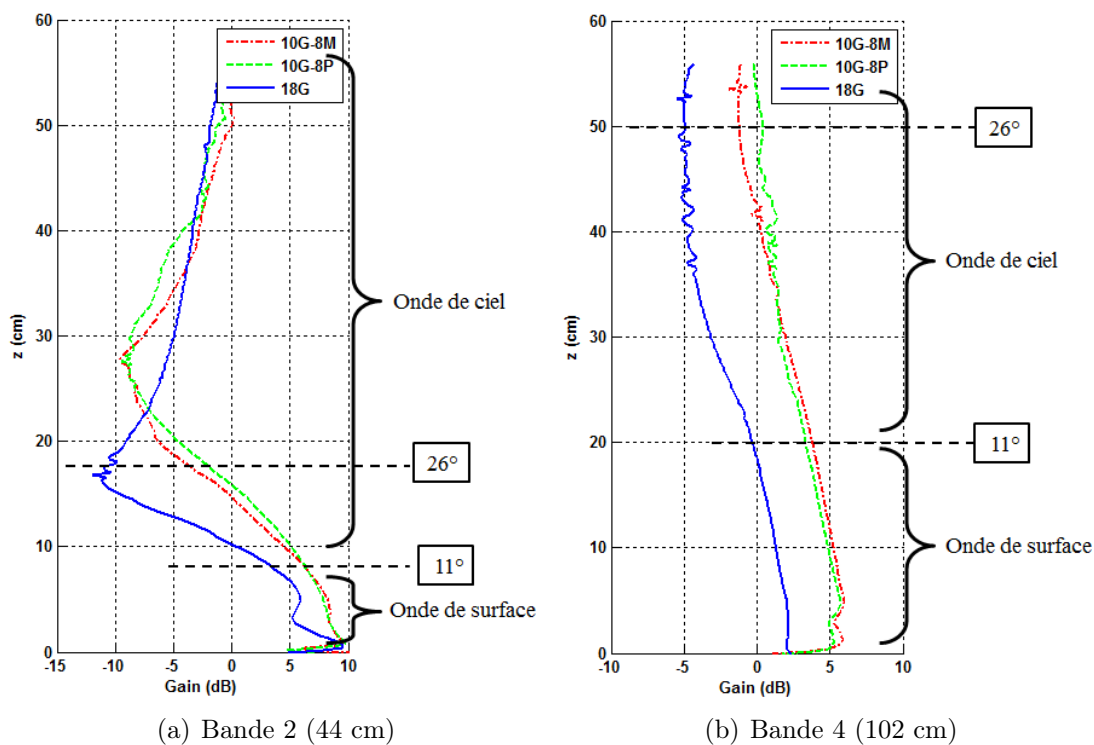 60
50
40
30
20
10
0
z (cm)
-15
-10
-5
0
5
10
Gain (dB)
10G-8M
10G-8P
18G
Onde de ciel
26°
11°
Onde de surface
(a) Bande 2 (44 cm)
60
50
40
30
20
10
0
z (cm)
-10
-5
0
5
10
Gain (dB)
10G-8M
10G-8P
18G
26°
Onde de ciel
11°
Onde de surface
(b) Bande 4 (102 cm)